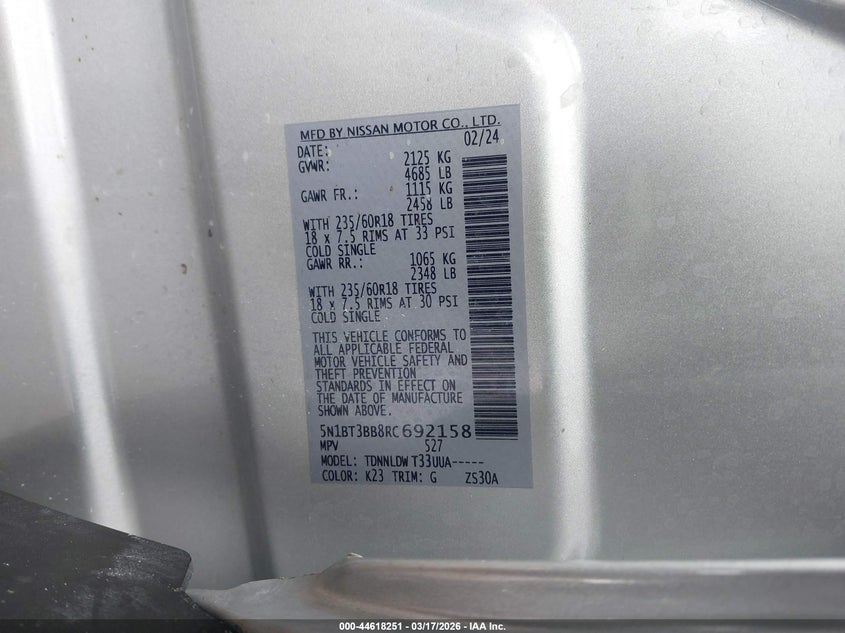 MFD BY NISSAN MOTOR CO., LTD.
DATE: 02/24
GVWR: 2125 KG
4685 LB
GAWR FR.: 1115 KG
2458 LB
WITH 235/60R18 TIRES
18 x 7.5 RIMS AT 33 PSI
COLD SINGLE
GAWR RR.: 1065 KG
2348 LB
WITH 235/60R18 TIRES
18 x 7.5 RIMS AT 30 PSI
COLD SINGLE
THIS VEHICLE CONFORMS TO
ALL APPLICABLE FEDERAL
MOTOR VEHICLE SAFETY AND
THEFT PREVENTION
STANDARDS IN EFFECT ON
THE DATE OF MANUFACTURE
SHOWN ABOVE.
5N1BT3BB8RC692158
MPV S27
MODEL: TDNNLDW T33UUA-----
COLOR: K23 TRIM: G ZS30A
000-44618251 - 03/17/2026 - IAA Inc.